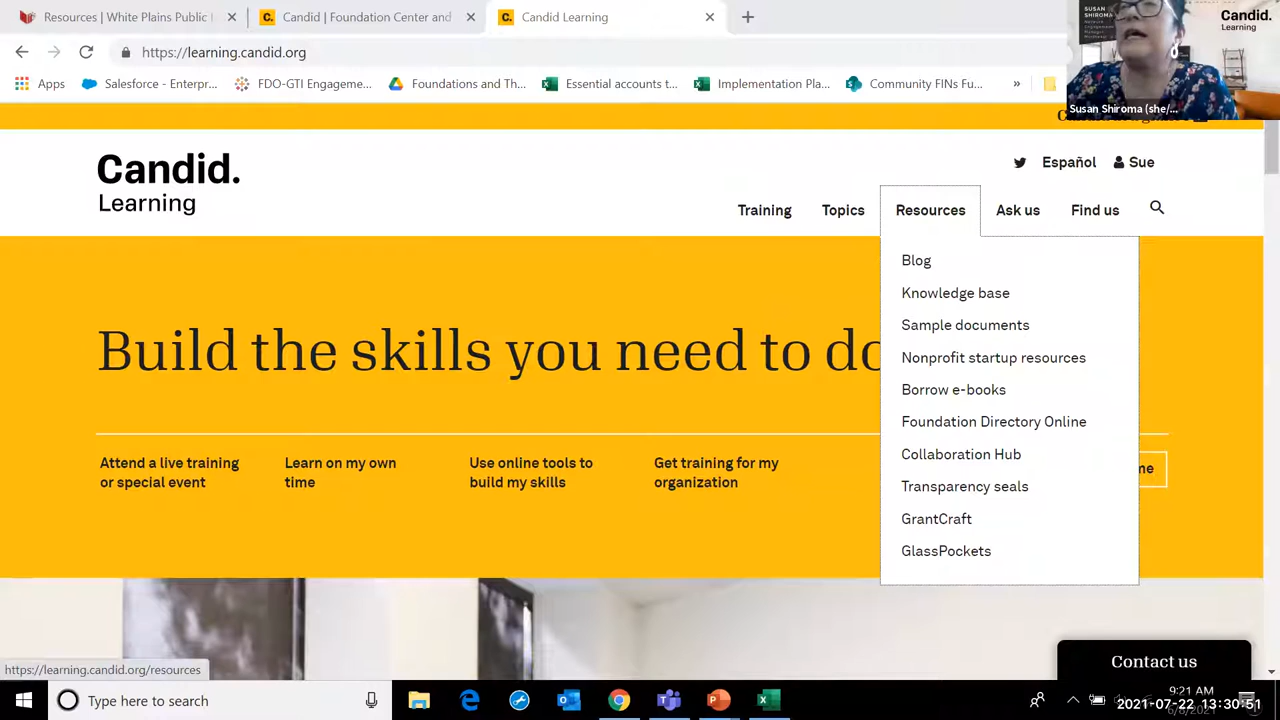 Resources | White Plains Public
Candid | Foundation Center and
Candid Learning
https://learning.candid.org
Apps
Salesforce - Enterpr...
FDO-GTI Engageme...
Foundations and Th...
Essential accounts t...
Implementation Pla...
Community FINs Fu...
»
SUSAN
SHIROMA
Candid.
Learning
Susan Shiroma (she/...
Candid.
Learning
Español
Sue
Training
Topics
Resources
Ask us
Find us
Blog
Knowledge base
Sample documents
Nonprofit startup resources
Borrow e-books
Foundation Directory Online
Collaboration Hub
Transparency seals
GrantCraft
GlassPockets
Build the skills you need to do
Attend a live training
or special event
Learn on my own
time
Use online tools to
build my skills
Get training for my
organization
me
Contact us
https://learning.candid.org/resources
Type here to search
9:21 AM
2021-07-22 13:30:51